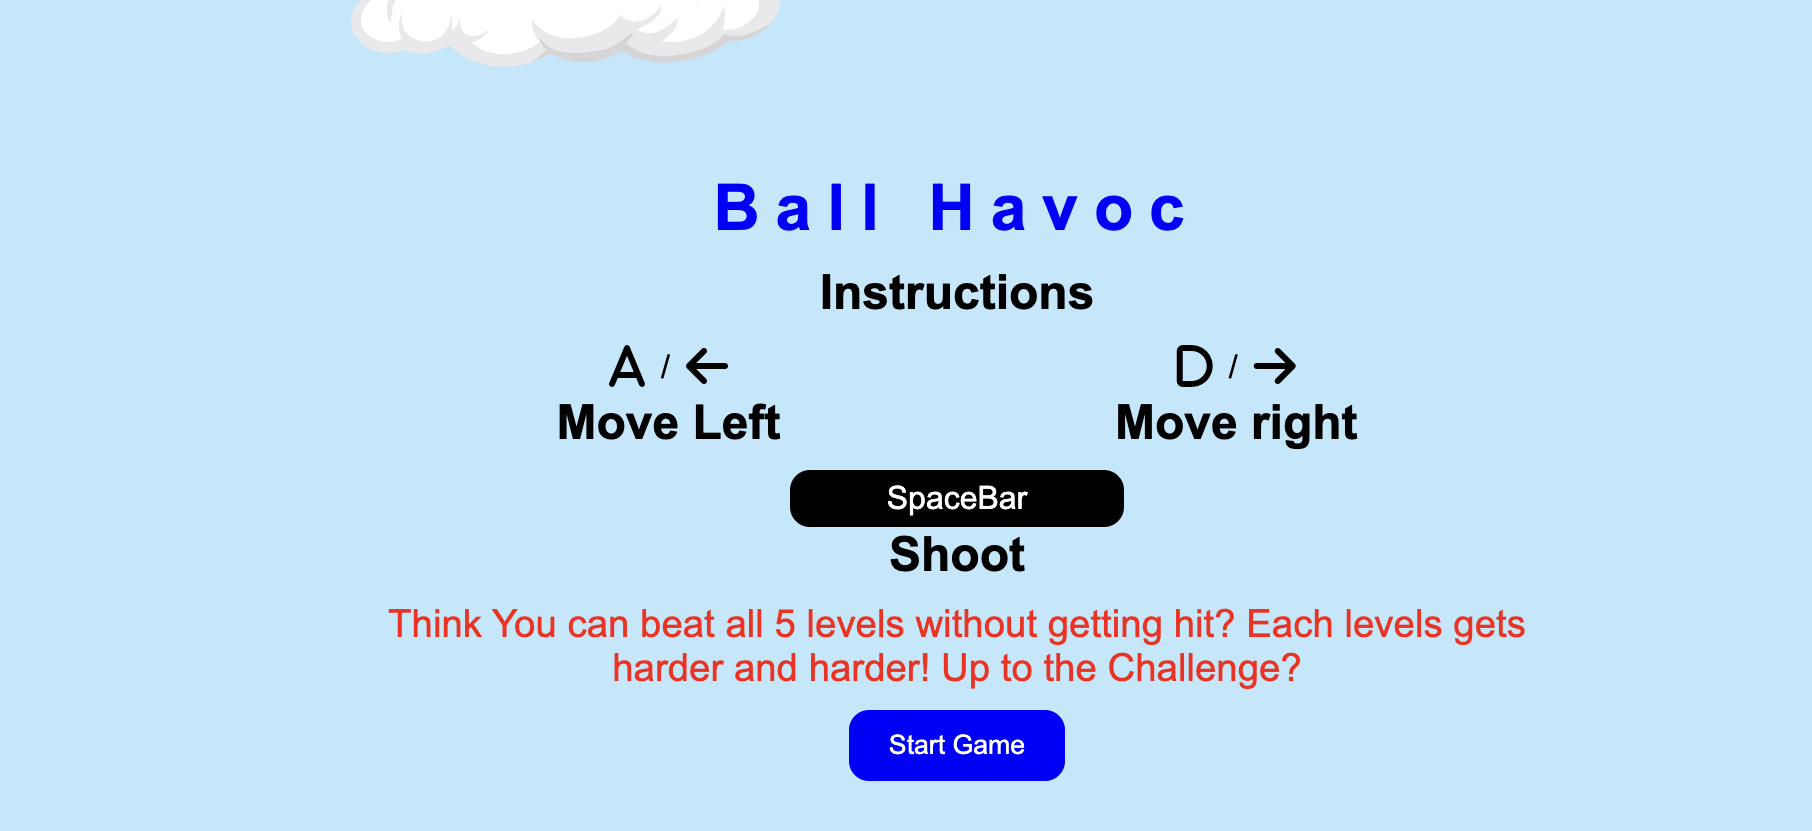 Ball Havoc
Instructions
A / ← D / →
Move Left Move right
SpaceBar
Shoot
Think You can beat all 5 levels without getting hit? Each levels gets
harder and harder! Up to the Challenge?
Start Game